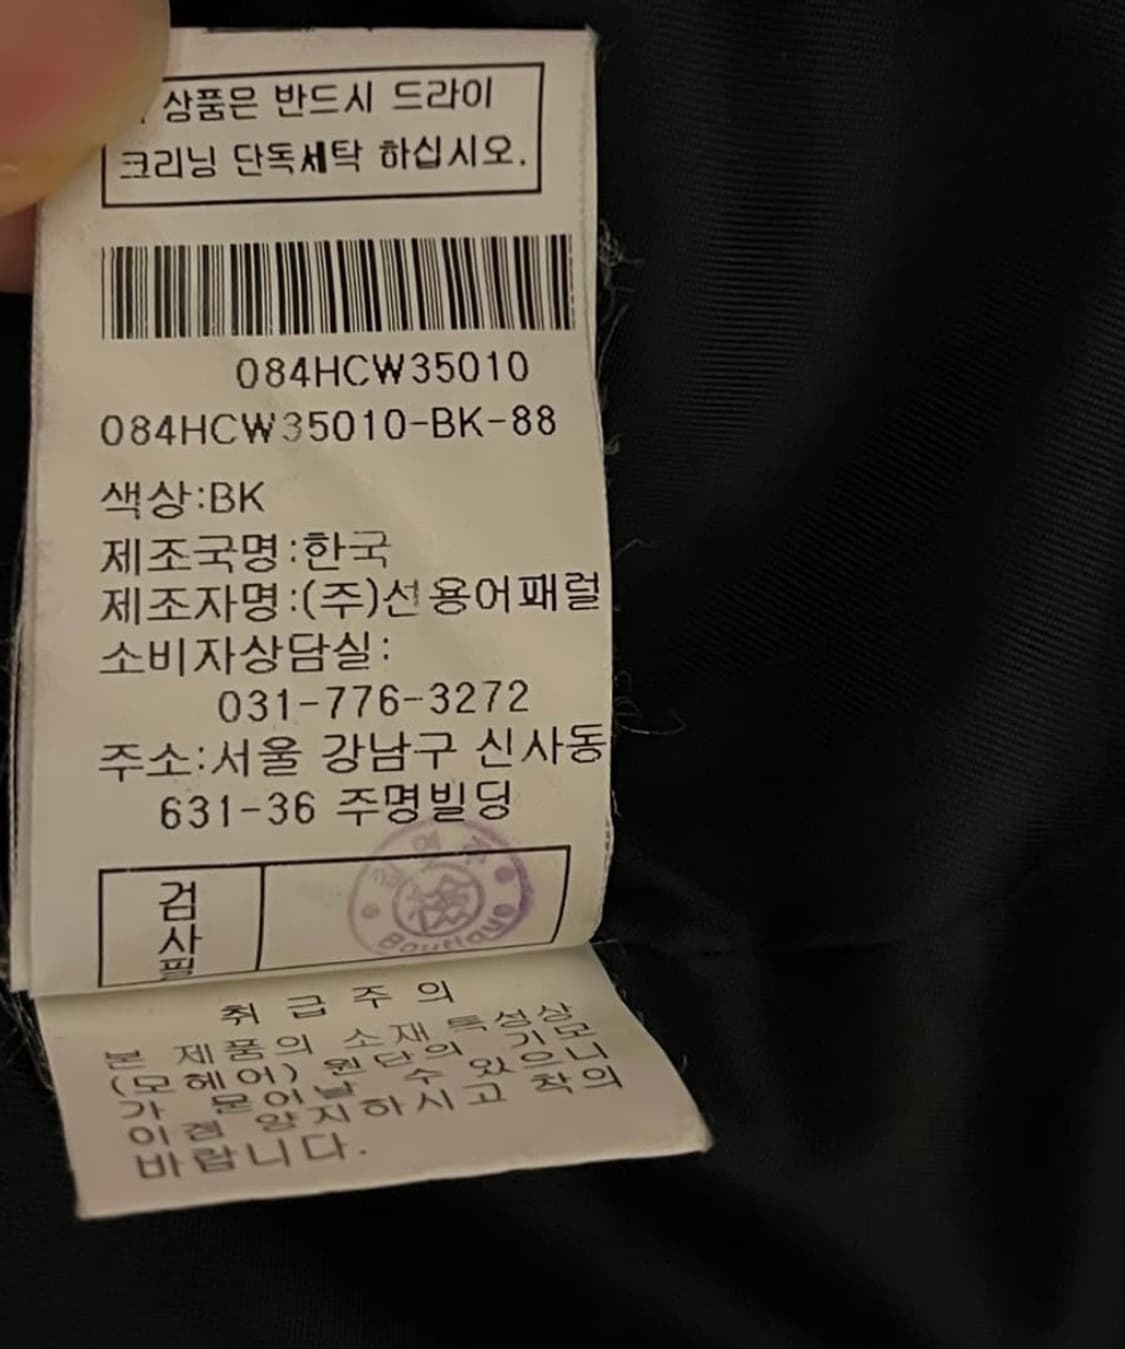 상품은 반드시 드라이
크리닝 단독세탁 하십시오.
084HCW35010
084HCW35010-BK-88
색상:BK
제조국명:한국
제조자명:(주)선용어패럴
소비자상담실:
031-776-3272
주소:서울 강남구 신사동
631-36 주명빌딩
검사필
Boutique
취급주의
본 제품의 소재 특성상
(모헤어) 원단의 기모
가 묻어날 수 있으니
이점 양지하시고 착의
바랍니다.